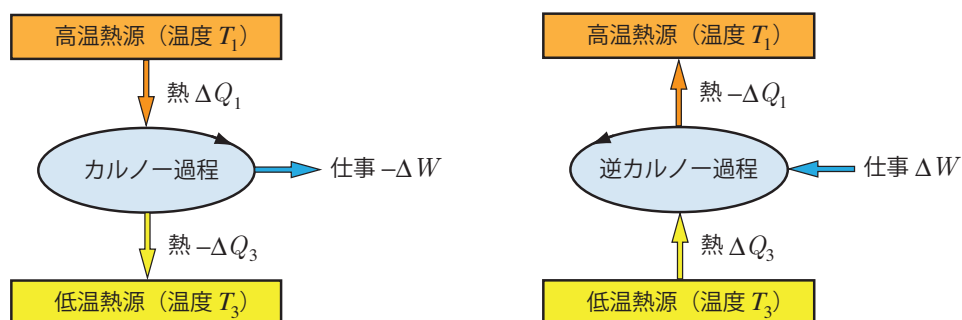 高温熱源（温度 T₁）
熱 ΔQ₁
カルノー過程
仕事 −ΔW
熱 −ΔQ₃
低温熱源（温度 T₃）
高温熱源（温度 T₁）
熱 −ΔQ₁
逆カルノー過程
仕事 ΔW
熱 ΔQ₃
低温熱源（温度 T₃）